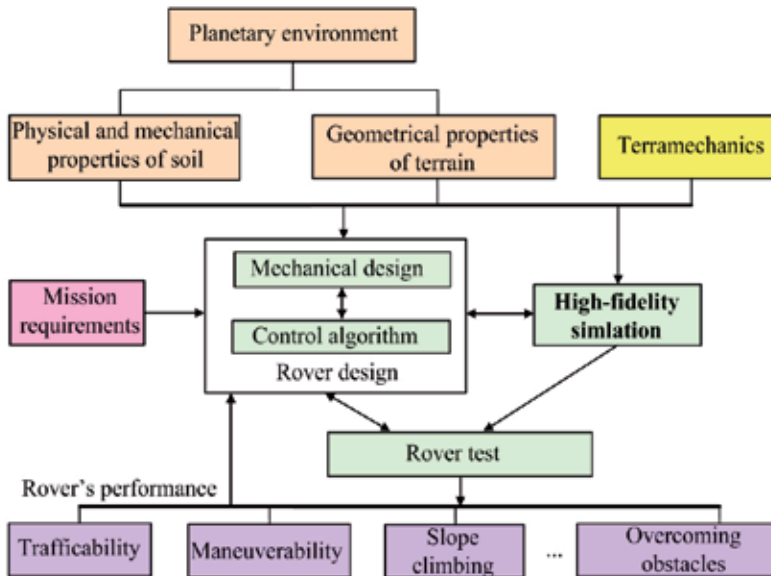 Planetary environment
Physical and mechanical
properties of soil
Geometrical properties
of terrain
Terramechanics
Mechanical design
Control algorithm
Rover design
Mission
requirements
High-fidelity
simlation
Rover test
Rover's performance
Trafficability
Maneuverability
Slope
climbing
...
Overcoming
obstacles